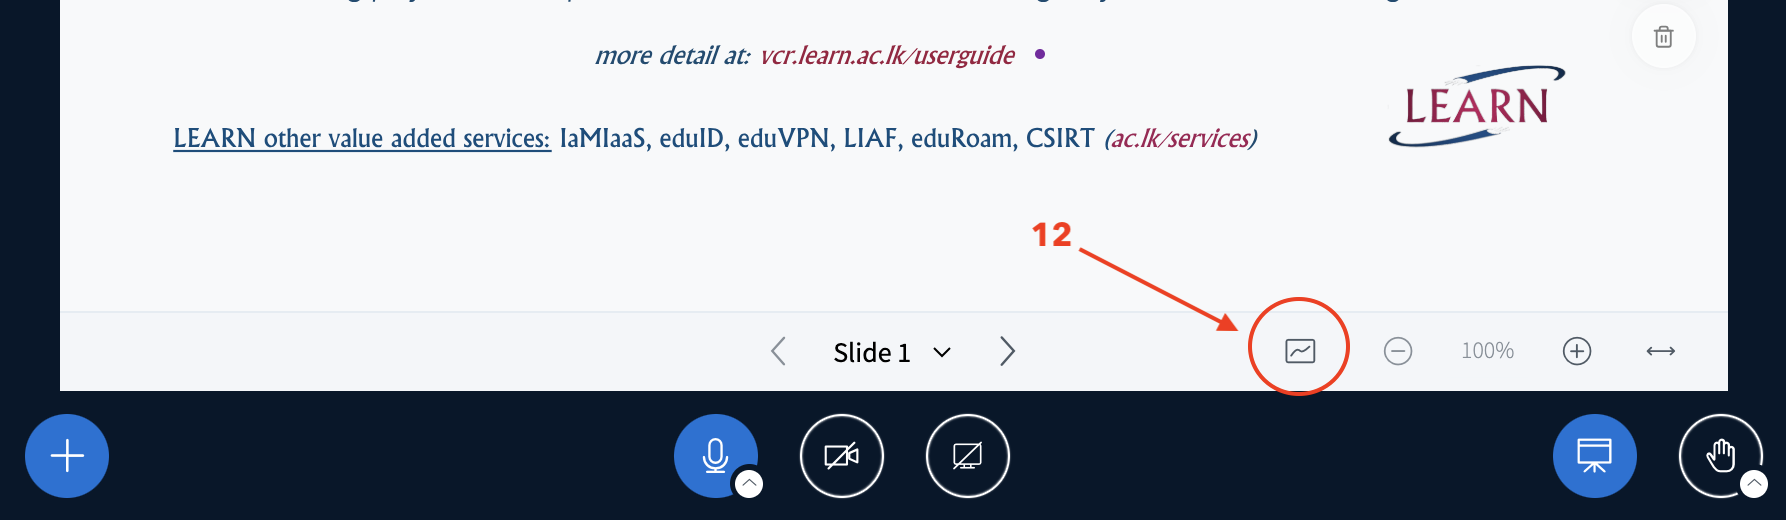 more detail at: vcr.learn.ac.lk/userguide
LEARN
LEARN other value added services: IaMIaaS, eduID, eduVPN, LIAF, eduRoam, CSIRT (ac.lk/services)
12
Slide 1
100%